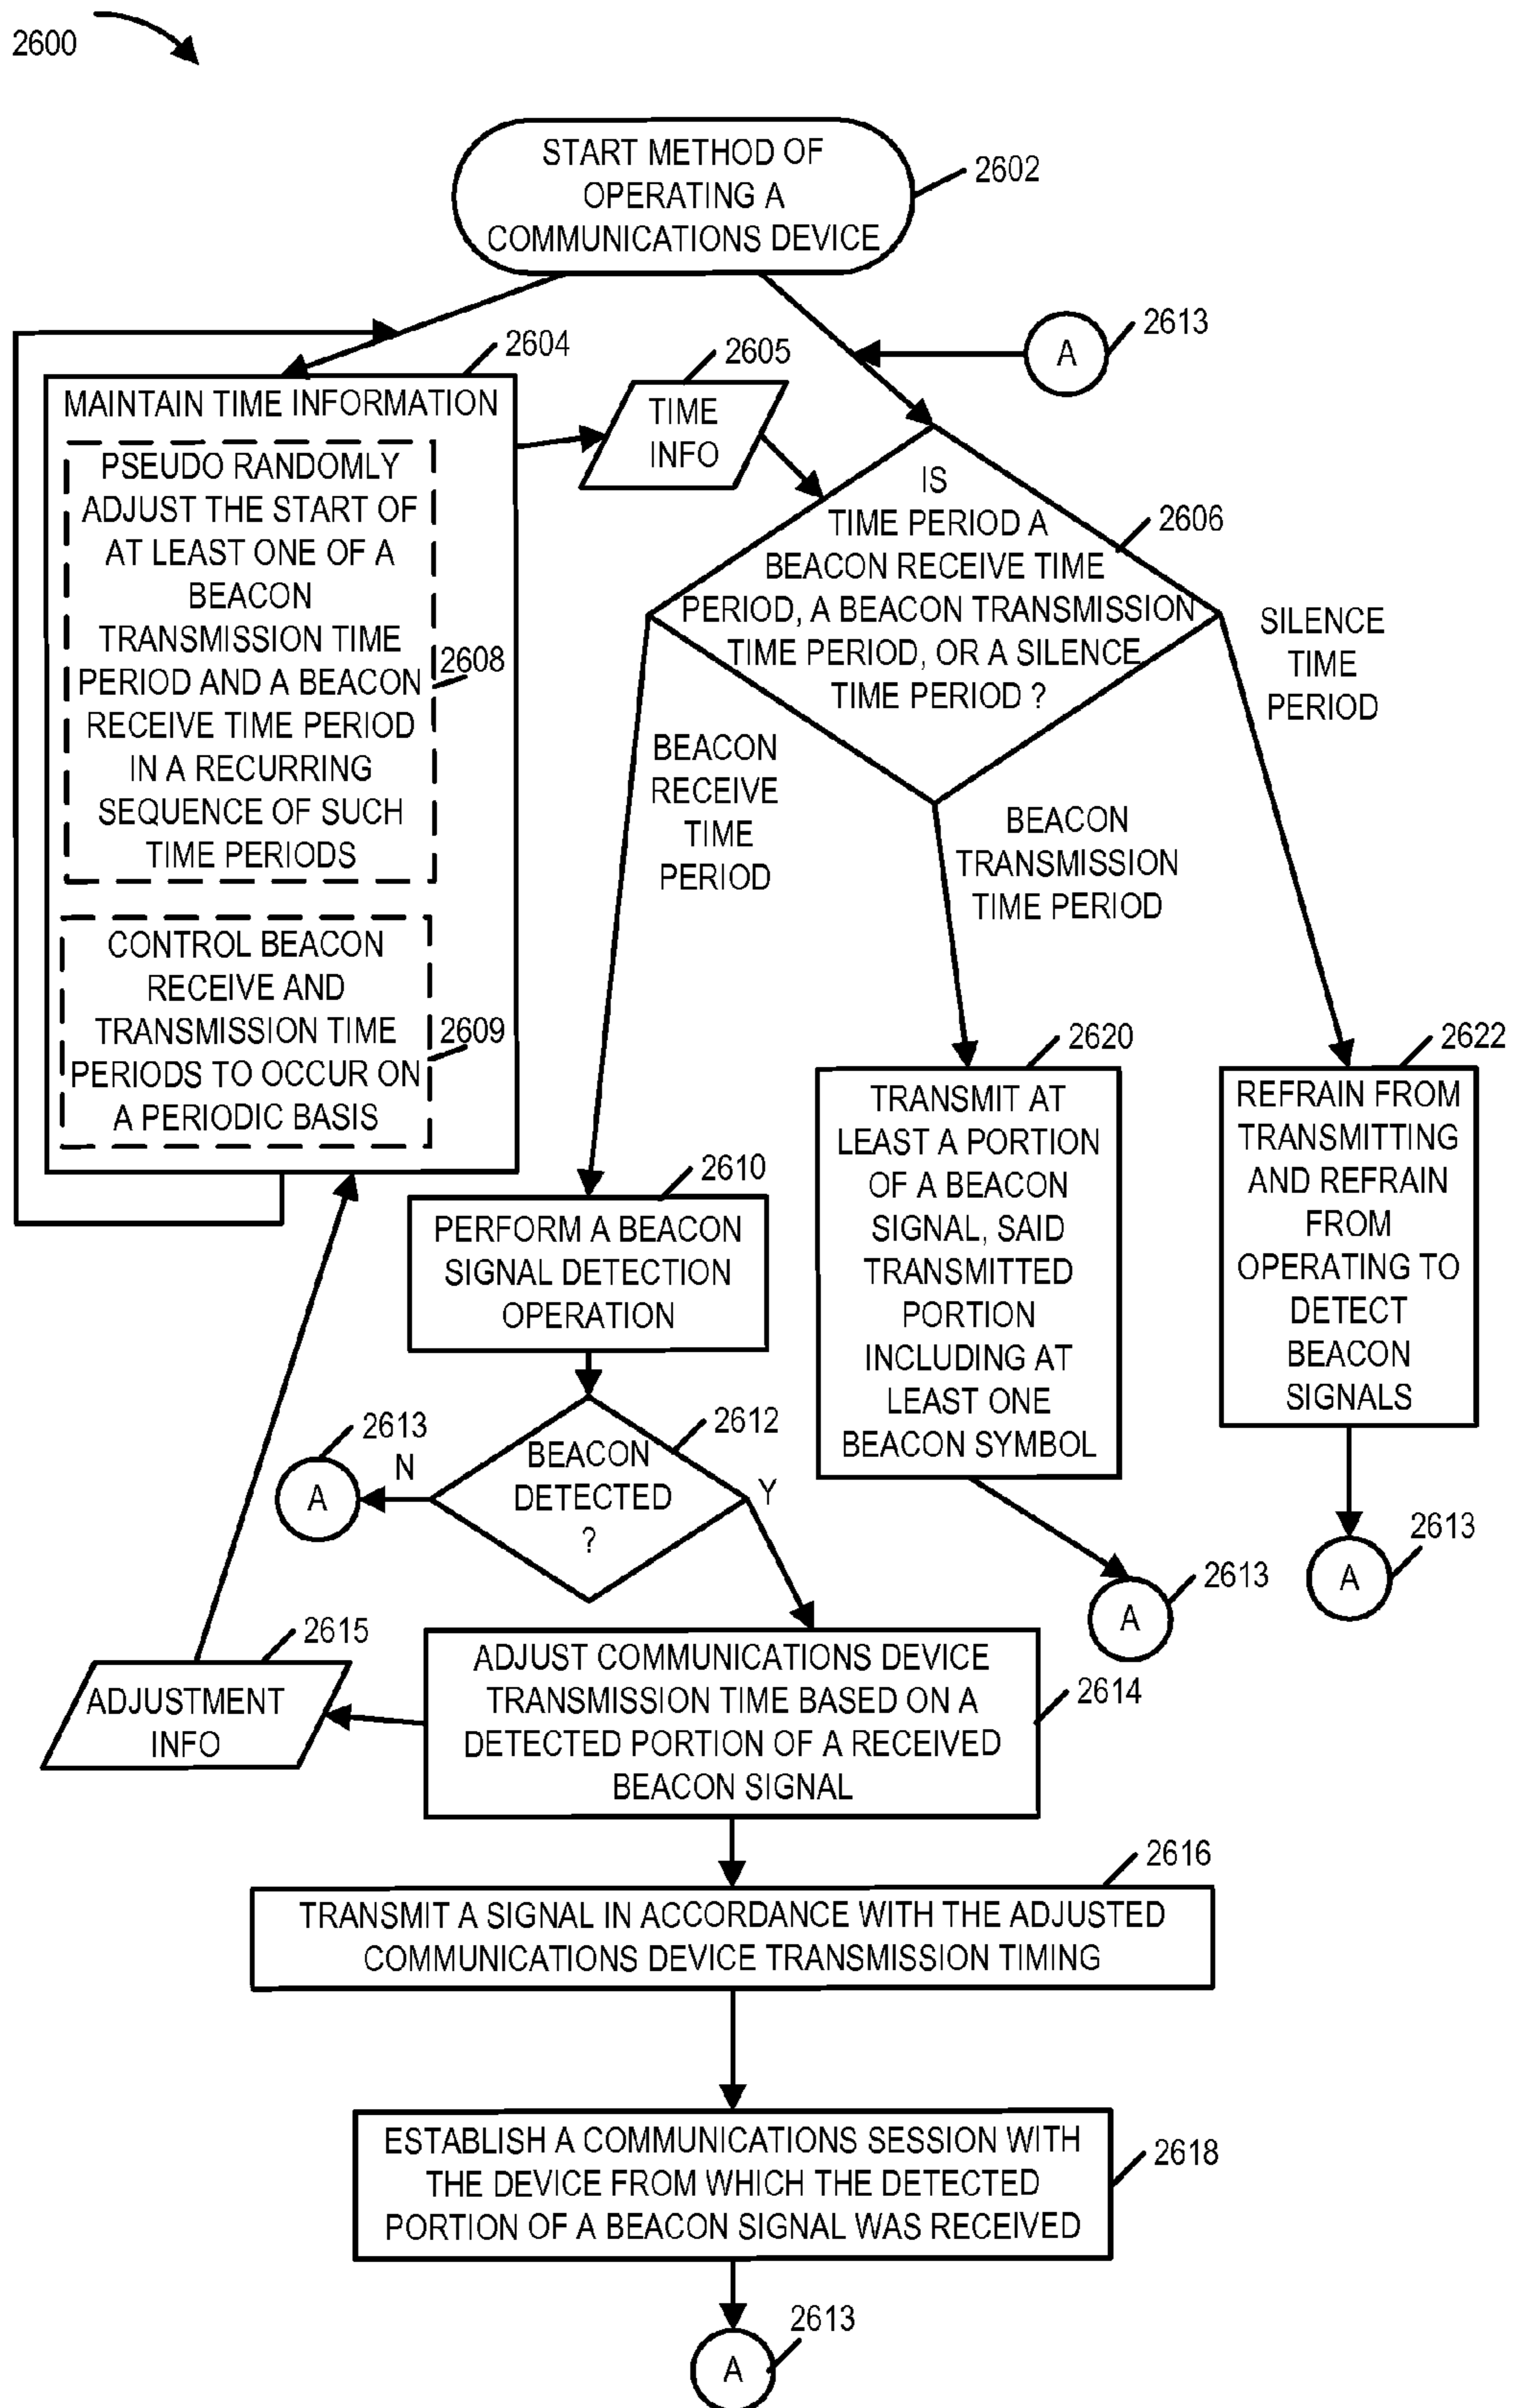 2600
START METHOD OF
OPERATING A
COMMUNICATIONS DEVICE
2602
2613
A
2604
MAINTAIN TIME INFORMATION
PSEUDO RANDOMLY
ADJUST THE START OF
AT LEAST ONE OF A
BEACON
TRANSMISSION TIME
PERIOD AND A BEACON
RECEIVE TIME PERIOD
IN A RECURRING
SEQUENCE OF SUCH
TIME PERIODS
2608
CONTROL BEACON
RECEIVE AND
TRANSMISSION TIME
PERIODS TO OCCUR ON
A PERIODIC BASIS
2609
2605
TIME
INFO
IS
TIME PERIOD A
BEACON RECEIVE TIME
PERIOD, A BEACON TRANSMISSION
TIME PERIOD, OR A SILENCE
TIME PERIOD ?
2606
BEACON
RECEIVE
TIME
PERIOD
BEACON
TRANSMISSION
TIME PERIOD
SILENCE
TIME
PERIOD
2610
PERFORM A BEACON
SIGNAL DETECTION
OPERATION
2620
TRANSMIT AT
LEAST A PORTION
OF A BEACON
SIGNAL, SAID
TRANSMITTED
PORTION
INCLUDING AT
LEAST ONE
BEACON SYMBOL
2622
REFRAIN FROM
TRANSMITTING
AND REFRAIN
FROM
OPERATING TO
DETECT
BEACON
SIGNALS
2612
BEACON
DETECTED
?
N
Y
2613
A
2613
A
2613
A
2615
ADJUSTMENT
INFO
ADJUST COMMUNICATIONS DEVICE
TRANSMISSION TIME BASED ON A
DETECTED PORTION OF A RECEIVED
BEACON SIGNAL
2614
2616
TRANSMIT A SIGNAL IN ACCORDANCE WITH THE ADJUSTED
COMMUNICATIONS DEVICE TRANSMISSION TIMING
ESTABLISH A COMMUNICATIONS SESSION WITH
THE DEVICE FROM WHICH THE DETECTED
PORTION OF A BEACON SIGNAL WAS RECEIVED
2618
2613
A